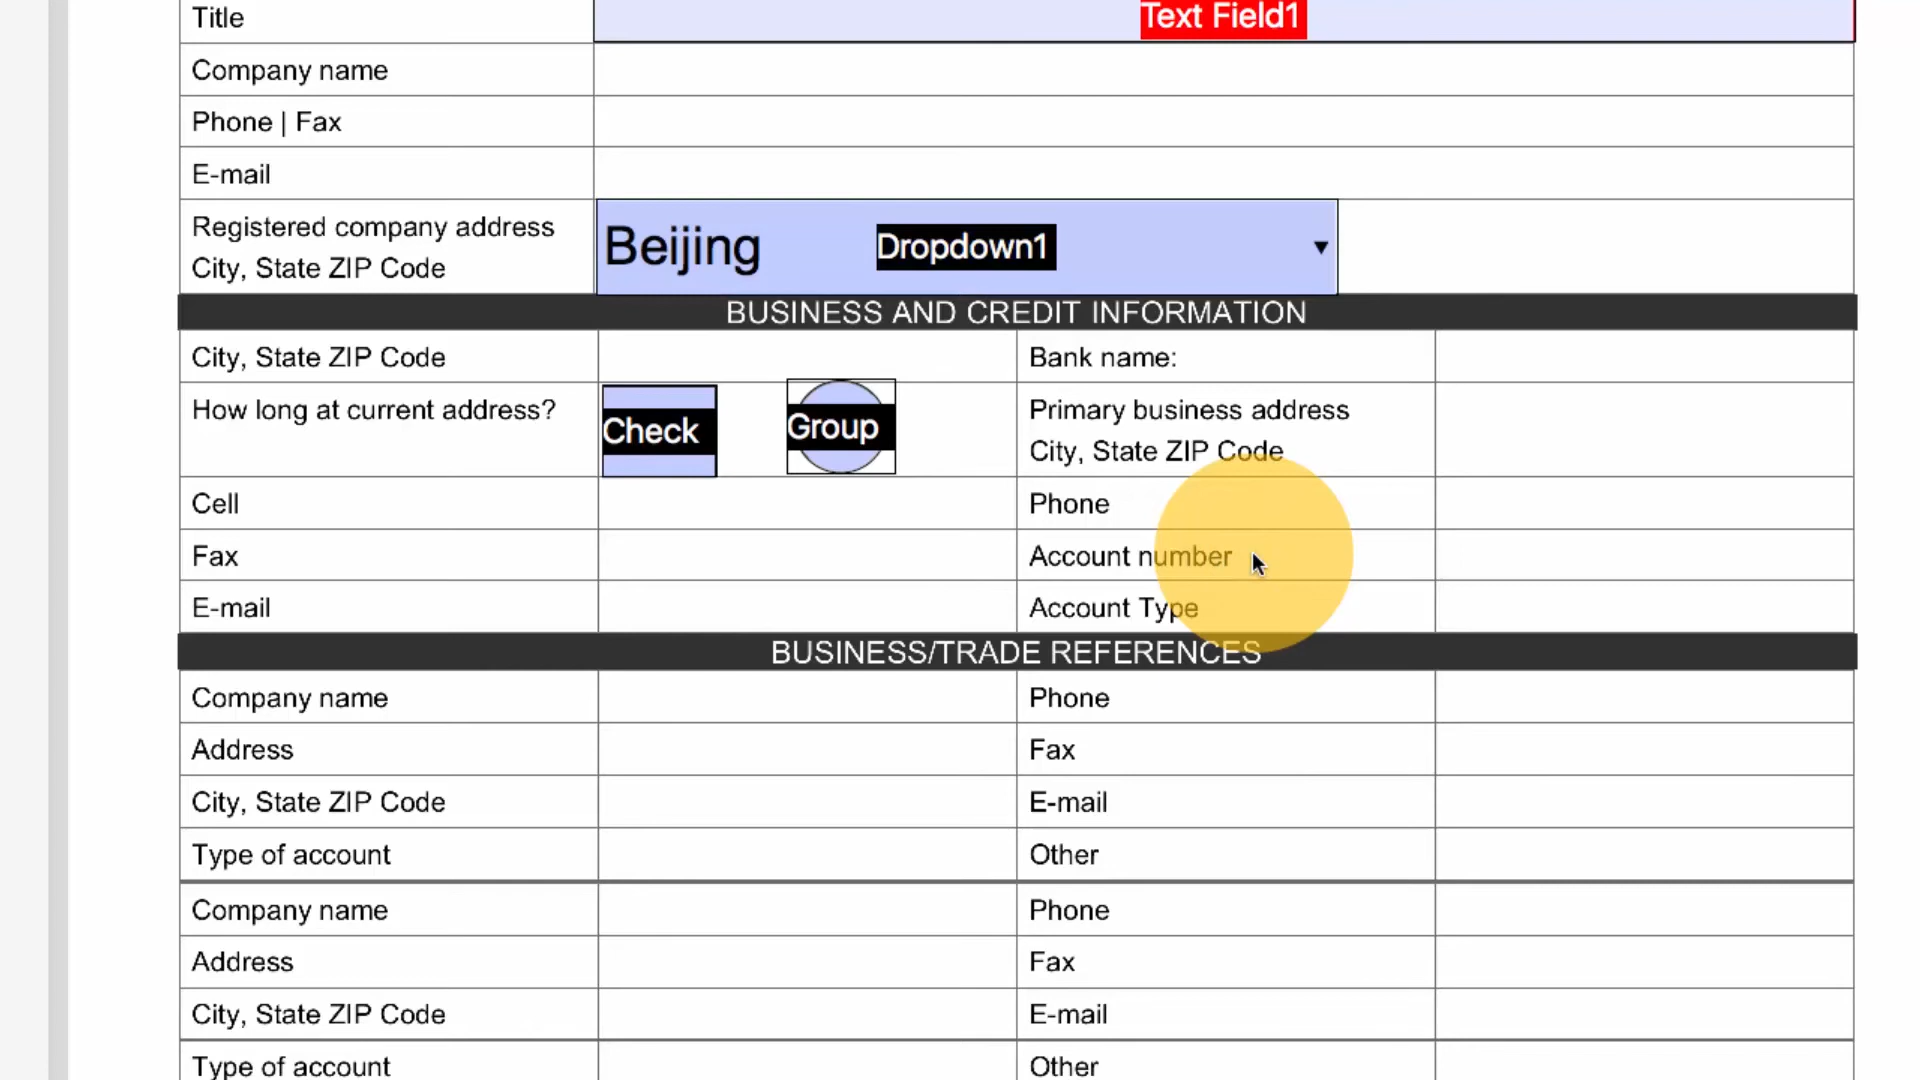 Title Text Field1
Company name
Phone | Fax
E-mail
Registered company address
City, State ZIP Code
Beijing Dropdown1
BUSINESS AND CREDIT INFORMATION
City, State ZIP Code Bank name:
How long at current address? Check Group Primary business address
City, State ZIP Code
Cell Phone
Fax Account number
E-mail Account Type
BUSINESS/TRADE REFERENCES
Company name Phone
Address Fax
City, State ZIP Code E-mail
Type of account Other
Company name Phone
Address Fax
City, State ZIP Code E-mail
Type of account Other